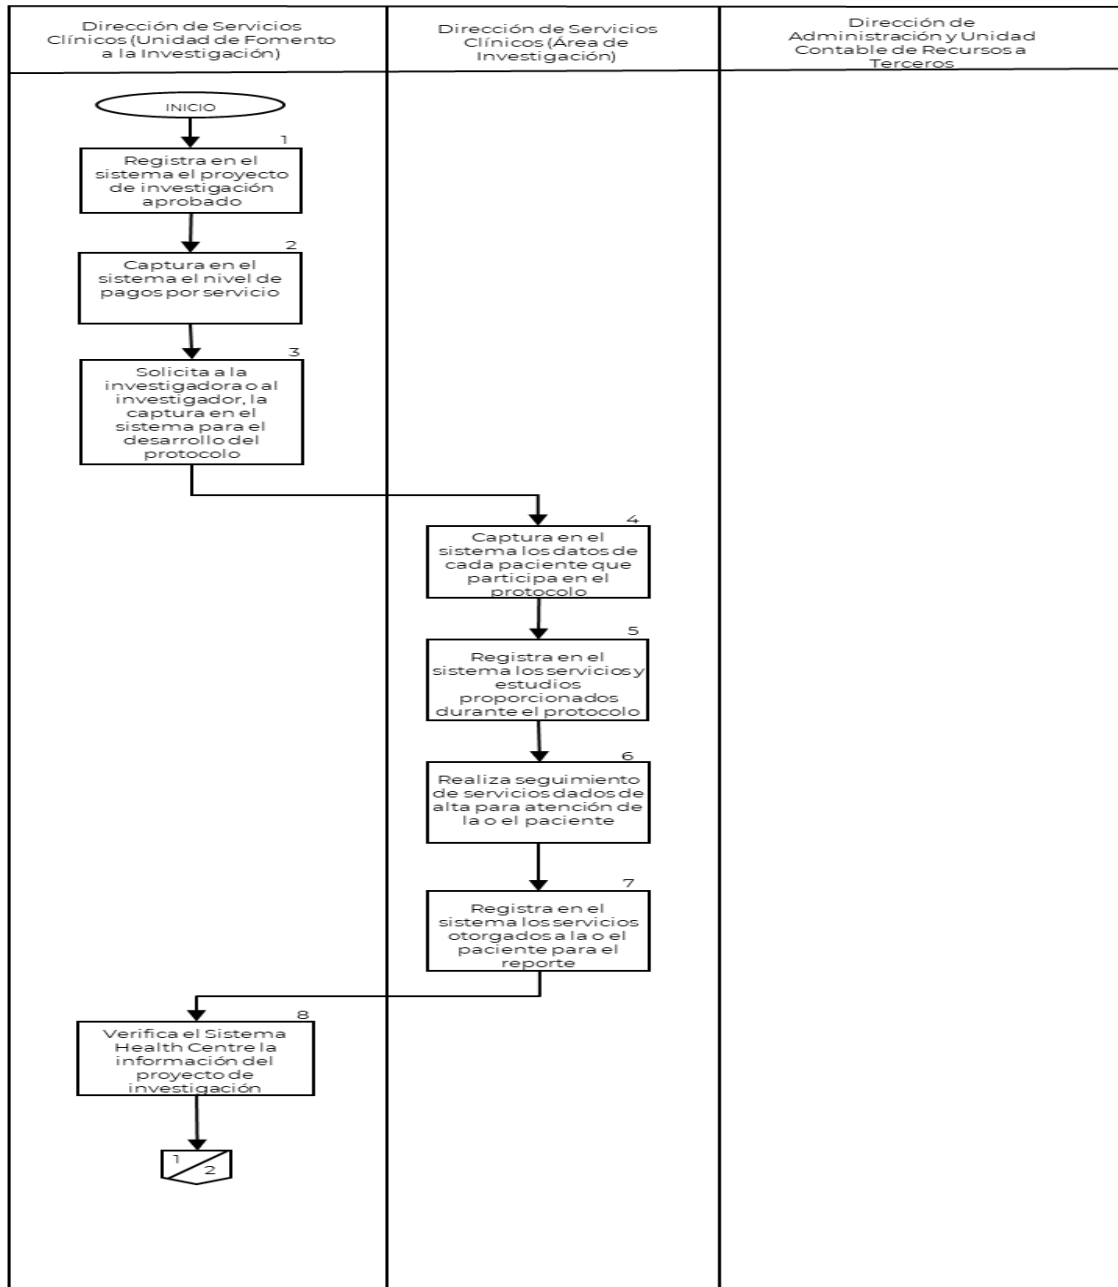 Dirección de Servicios
Clínicos (Unidad de Fomento
a la Investigación)
Dirección de Servicios
Clínicos (Área de
Investigación)
Dirección de
Administración y Unidad
Contable de Recursos a
Terceros
INICIO
1
Registra en el
sistema el proyecto
de investigación
aprobado
2
Captura en el
sistema el nivel de
pagos por servicio
3
Solicita a la
investigadora o al
investigador, la
captura en el
sistema para el
desarrollo del
protocolo
4
Captura en el
sistema los datos de
cada paciente que
participa en el
protocolo
5
Registra en el
sistema los servicios y
estudios
proporcionados
durante el protocolo
6
Realiza seguimiento
de servicios dados de
alta para atención de
la o el paciente
7
Registra en el
sistema los servicios
otorgados a la o el
paciente para el
reporte
8
Verifica el Sistema
Health Centre la
información del
proyecto de
investigación
1
2